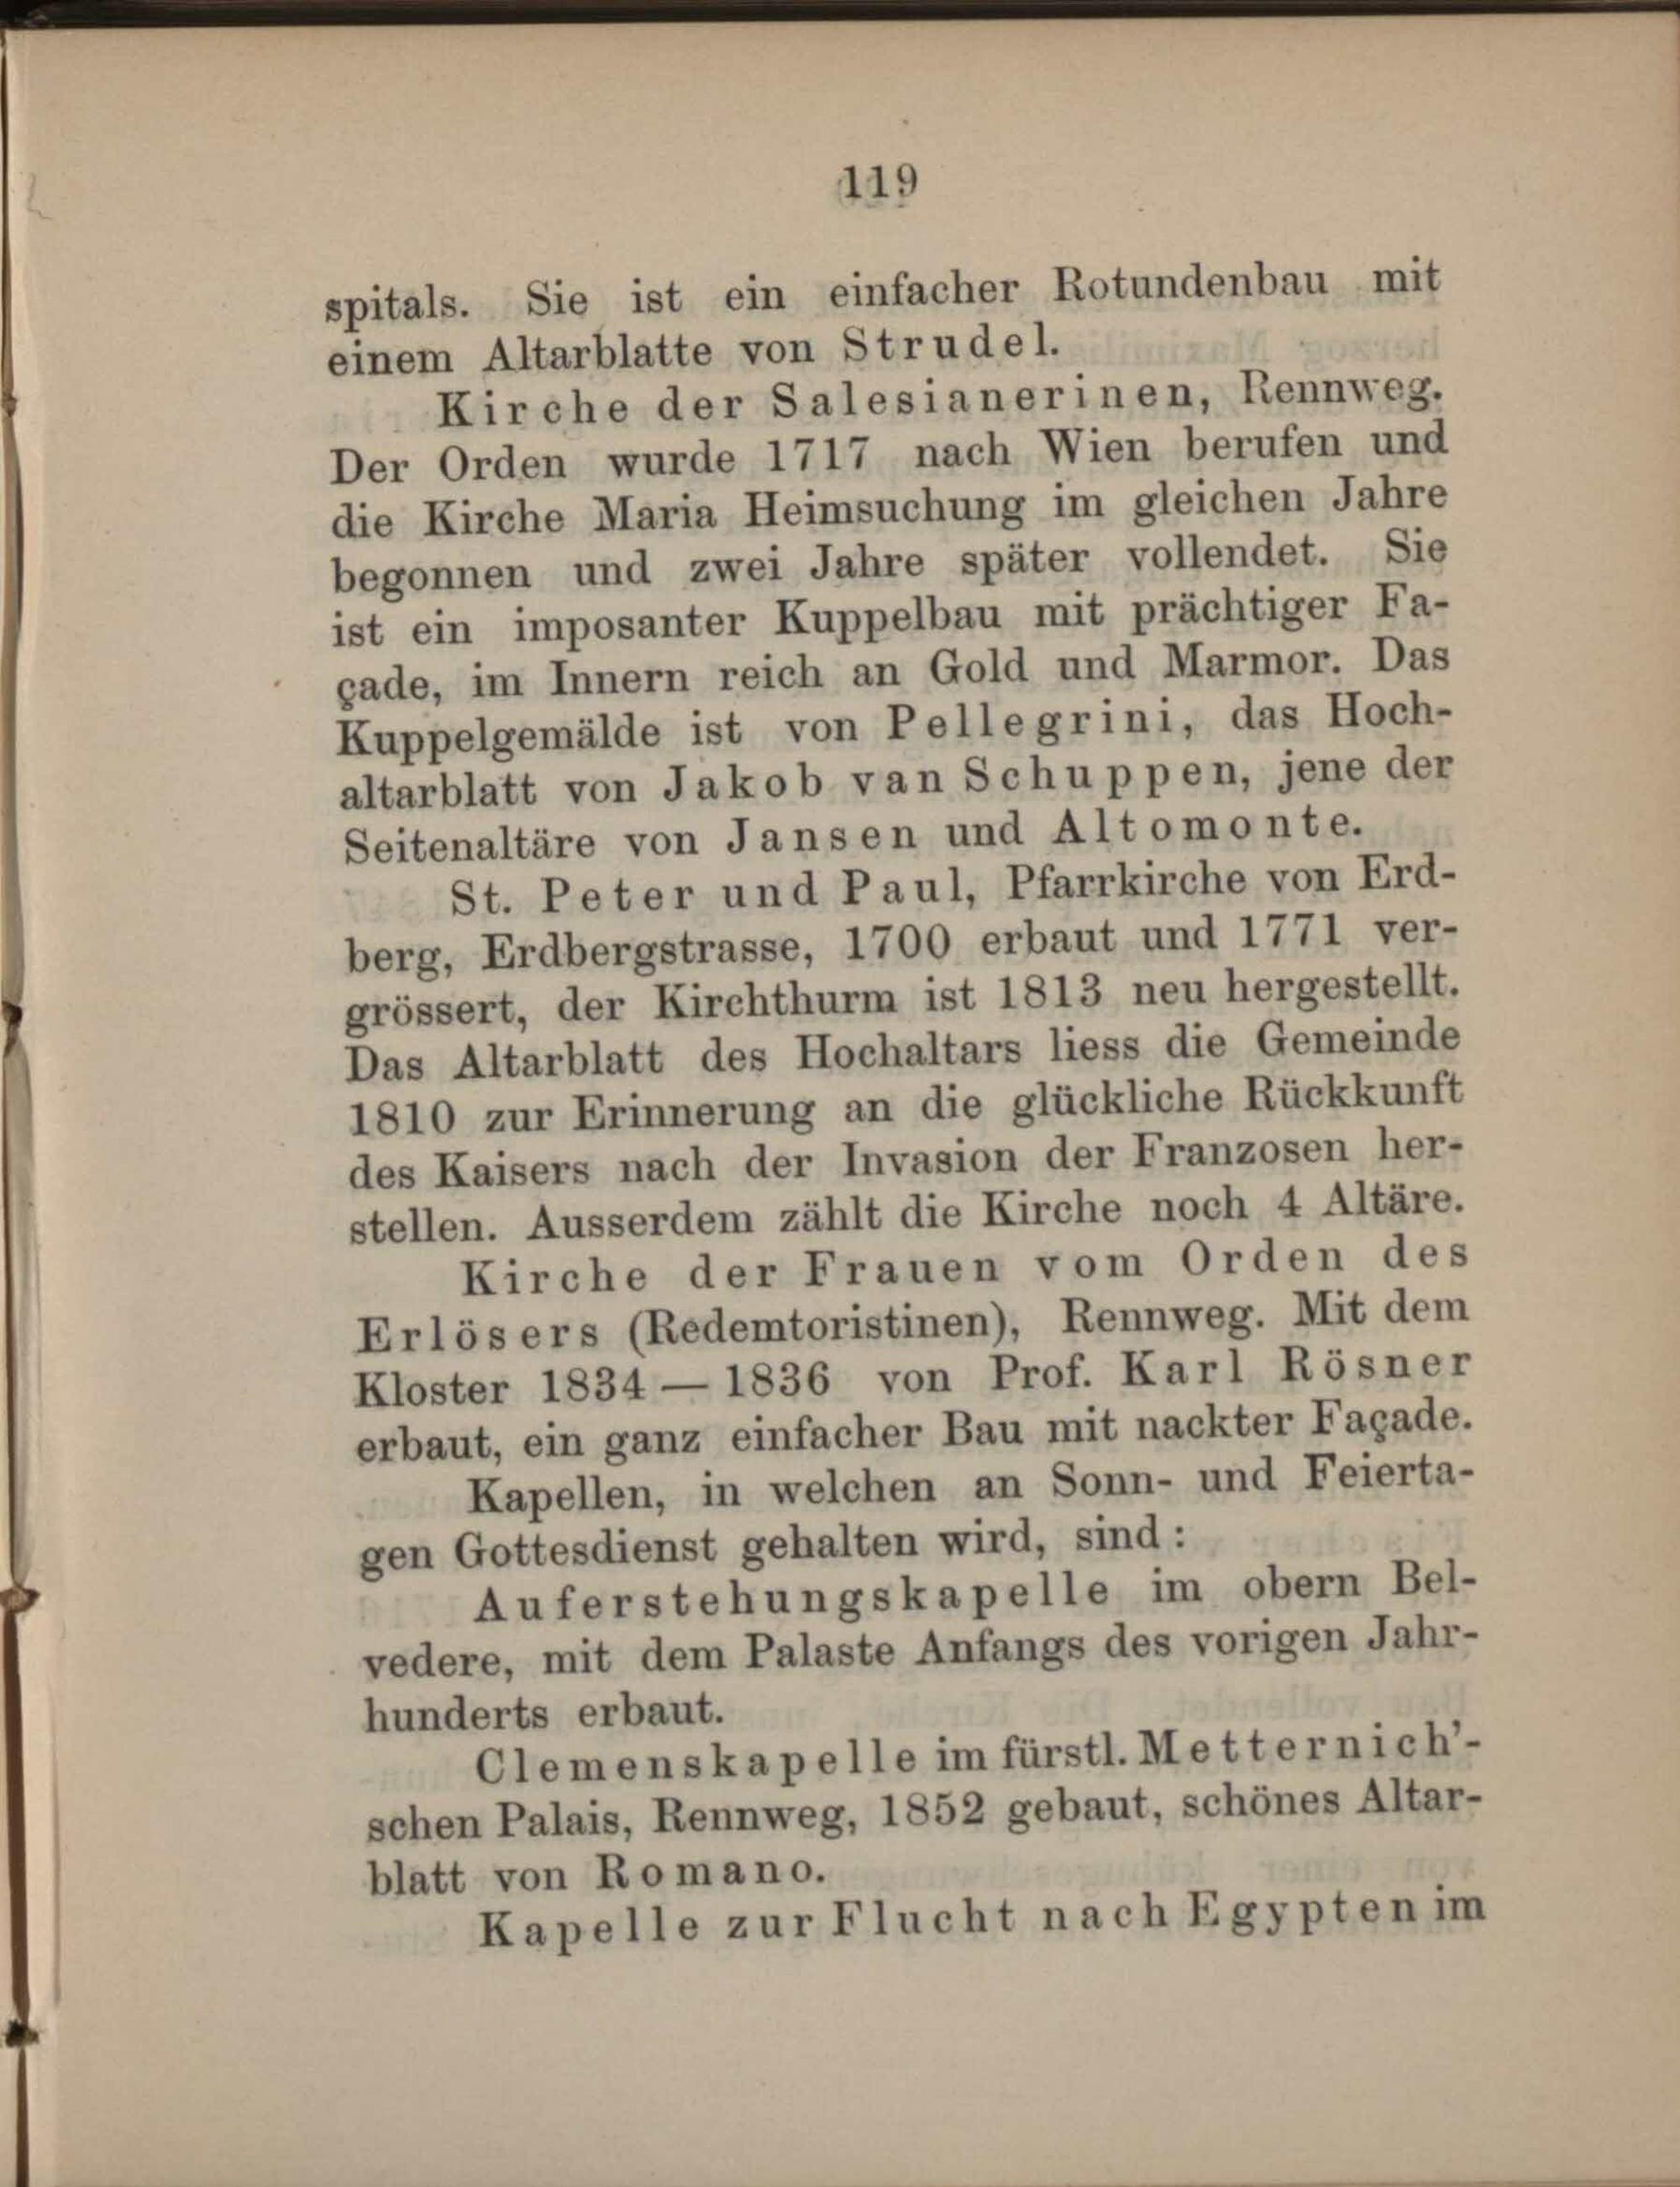 119
spitals. Sie ist ein einfacher Rotundenbau mit
einem Altarblatte von Strudel.
Kirche der Salesianerinen, Rennweg.
Der Orden wurde 1717 nach Wien berufen und
die Kirche Maria Heimsuchung im gleichen Jahre
begonnen und zwei Jahre später vollendet. Sie
ist ein imposanter Kuppelbau mit prächtiger Fa-
çade, im Innern reich an Gold und Marmor. Das
Kuppelgemälde ist von Pellegrini, das Hoch-
altarblatt von Jakob van Schuppen, jene der
Seitenaltäre von Jansen und Altomonte.
St. Peter und Paul, Pfarrkirche von Erd-
berg, Erdbergstrasse, 1700 erbaut und 1771 ver-
grössert, der Kirchthurm ist 1813 neu hergestellt.
Das Altarblatt des Hochaltars liess die Gemeinde
1810 zur Erinnerung an die glückliche Rückkunft
des Kaisers nach der Invasion der Franzosen her-
stellen. Ausserdem zählt die Kirche noch 4 Altäre.
Kirche der Frauen vom Orden des
Erlösers (Redemtoristinen), Rennweg. Mit dem
Kloster 1834 — 1836 von Prof. Karl Rösner
erbaut, ein ganz einfacher Bau mit nackter Façade.
Kapellen, in welchen an Sonn- und Feierta-
gen Gottesdienst gehalten wird, sind :
Auferstehungskapelle im obern Bel-
vedere, mit dem Palaste Anfangs des vorigen Jahr-
hunderts erbaut.
Clemenskapelle im fürstl. Metternich'-
schen Palais, Rennweg, 1852 gebaut, schönes Altar-
blatt von Romano.
Kapelle zur Flucht nach Egypten im